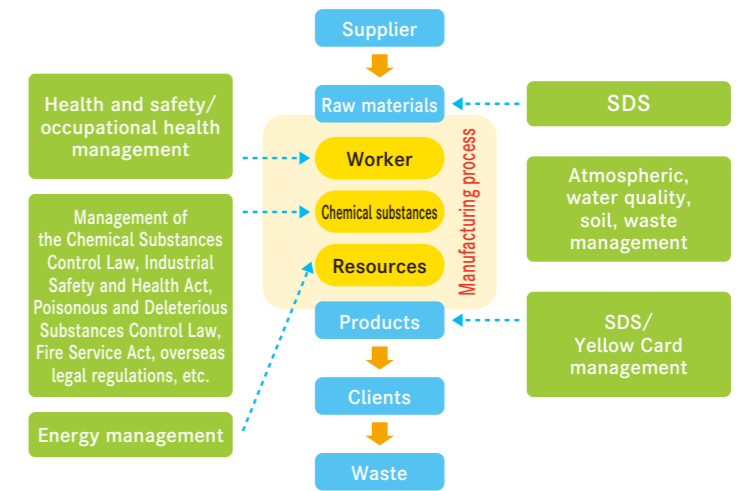 Supplier
Raw materials
Health and safety/
occupational health
management
SDS
Manufacturing process
Worker
Chemical substances
Resources
Atmospheric,
water quality,
soil, waste
management
Management of
the Chemical Substances
Control Law, Industrial
Safety and Health Act,
Poisonous and Deleterious
Substances Control Law,
Fire Service Act, overseas
legal regulations, etc.
Products
SDS/
Yellow Card
management
Clients
Energy management
Waste